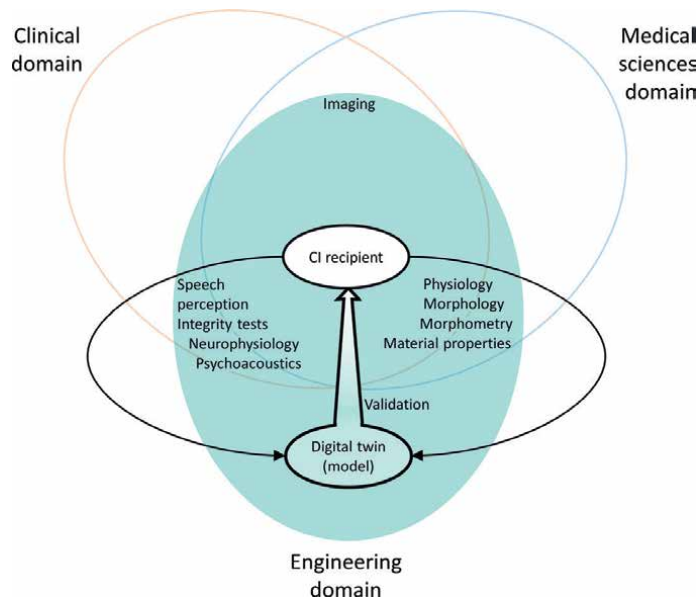 Clinical
domain
Medical
sciences
domain
Imaging
CI recipient
Speech
perception
Integrity tests
Neurophysiology
Psychoacoustics
Physiology
Morphology
Morphometry
Material properties
Validation
Digital twin
(model)
Engineering
domain